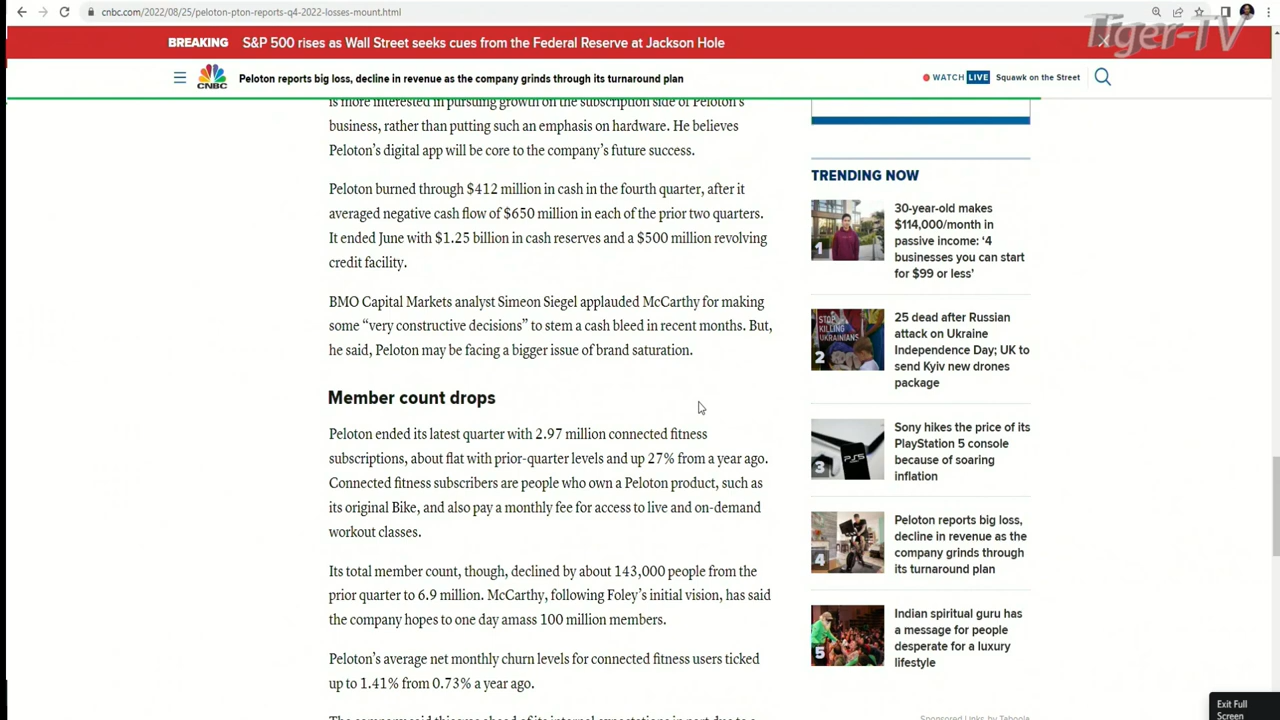 cnbc.com/2022/08/25/peloton-pton-reports-q4-2022-losses-mount.html
Tiger-TV
BREAKING S&P 500 rises as Wall Street seeks cues from the Federal Reserve at Jackson Hole
CNBC
Peloton reports big loss, decline in revenue as the company grinds through its turnaround plan
WATCH LIVE Squawk on the Street
is more interested in pursuing growth on the subscription side of Peloton's
business, rather than putting such an emphasis on hardware. He believes
Peloton's digital app will be core to the company's future success.
Peloton burned through $412 million in cash in the fourth quarter, after it
averaged negative cash flow of $650 million in each of the prior two quarters.
It ended June with $1.25 billion in cash reserves and a $500 million revolving
credit facility.
BMO Capital Markets analyst Simeon Siegel applauded McCarthy for making
some “very constructive decisions” to stem a cash bleed in recent months. But,
he said, Peloton may be facing a bigger issue of brand saturation.
Member count drops
Peloton ended its latest quarter with 2.97 million connected fitness
subscriptions, about flat with prior-quarter levels and up 27% from a year ago.
Connected fitness subscribers are people who own a Peloton product, such as
its original Bike, and also pay a monthly fee for access to live and on-demand
workout classes.
Its total member count, though, declined by about 143,000 people from the
prior quarter to 6.9 million. McCarthy, following Foley's initial vision, has said
the company hopes to one day amass 100 million members.
Peloton's average net monthly churn levels for connected fitness users ticked
up to 1.41% from 0.73% a year ago.
TRENDING NOW
1
30-year-old makes
$114,000/month in
passive income: ‘4
businesses you can start
for $99 or less’
STOP
KILLING
UKRAINIANS
2
25 dead after Russian
attack on Ukraine
Independence Day; UK to
send Kyiv new drones
package
PS5
3
Sony hikes the price of its
PlayStation 5 console
because of soaring
inflation
4
Peloton reports big loss,
decline in revenue as the
company grinds through
its turnaround plan
5
Indian spiritual guru has
a message for people
desperate for a luxury
lifestyle
Sponsored Links by Taboola
Exit Full
Screen